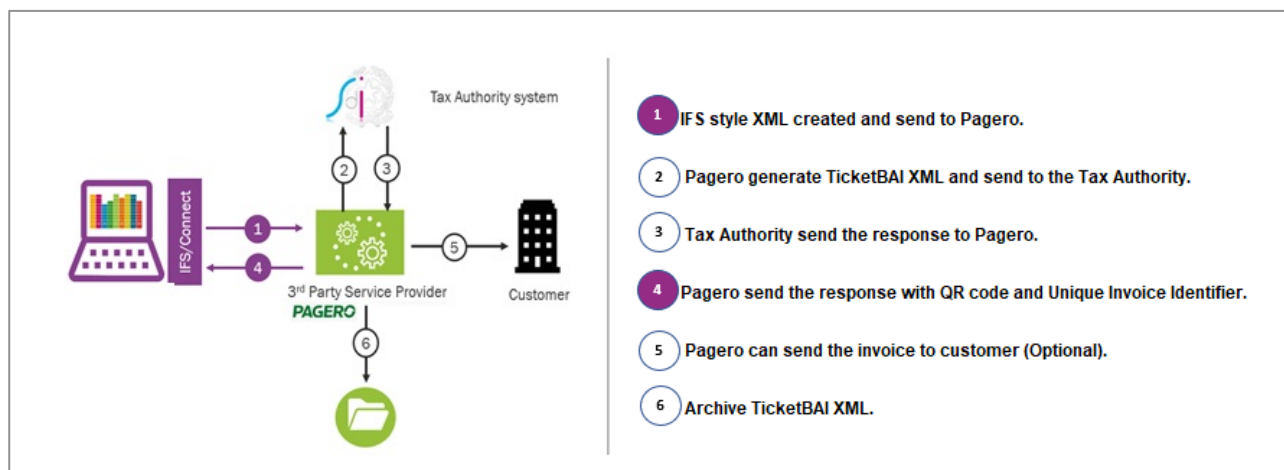 Tax Authority system
2
3
IFS/Connect
1
4
5
3rd Party Service Provider
PAGERO
Customer
6
1 IFS style XML created and send to Pagero.
2 Pagero generate TicketBAI XML and send to the Tax Authority.
3 Tax Authority send the response to Pagero.
4 Pagero send the response with QR code and Unique Invoice Identifier.
5 Pagero can send the invoice to customer (Optional).
6 Archive TicketBAI XML.